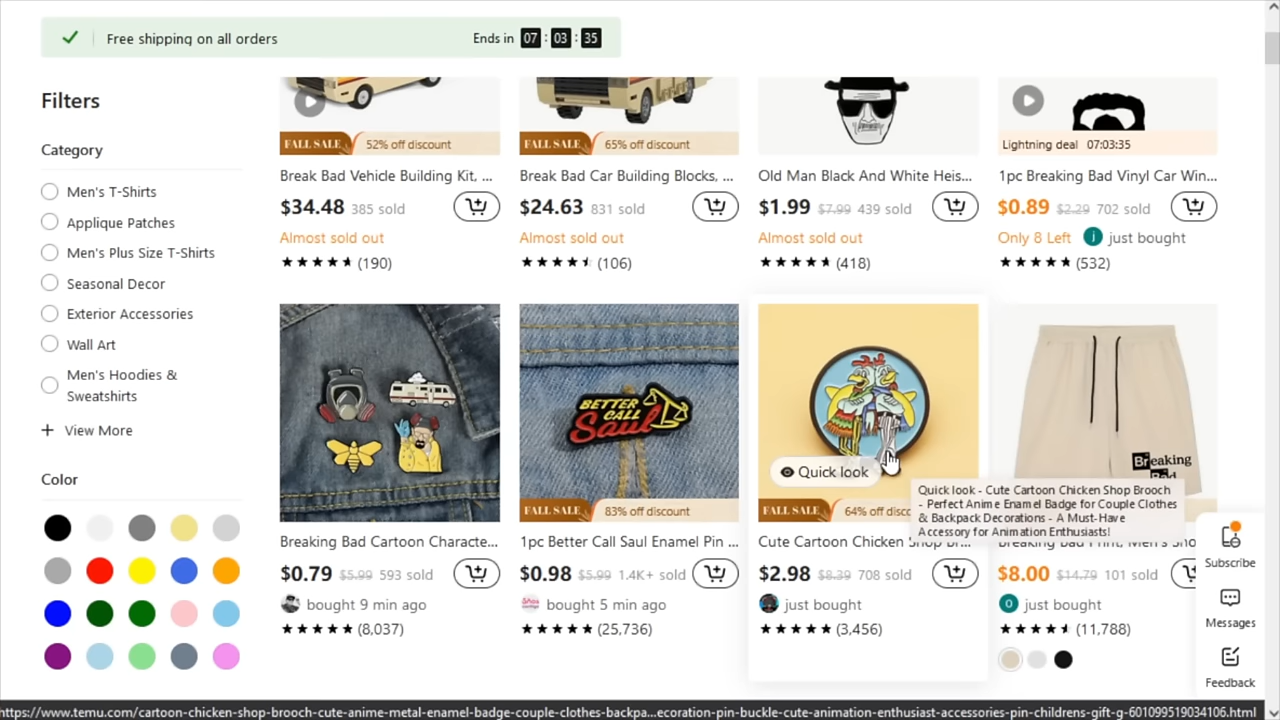 Free shipping on all orders
Ends in 07 : 03 : 35
Filters
Category
Men's T-Shirts
Applique Patches
Men's Plus Size T-Shirts
Seasonal Decor
Exterior Accessories
Wall Art
Men's Hoodies &
Sweatshirts
+ View More
Color
FALL SALE 52% off discount
Break Bad Vehicle Building Kit, ...
$34.48 385 sold
Almost sold out
(190)
FALL SALE 65% off discount
Break Bad Car Building Blocks, ...
$24.63 831 sold
Almost sold out
(106)
Old Man Black And White Heis...
$1.99 $7.99 439 sold
Almost sold out
(418)
Lightning deal 07:03:35
1pc Breaking Bad Vinyl Car Win...
$0.89 $2.29 702 sold
Only 8 Left j just bought
(532)
Breaking Bad Cartoon Characte...
$0.79 $5.99 593 sold
bought 9 min ago
(8,037)
BETTER
CALL
Saul
FALL SALE 83% off discount
1pc Better Call Saul Enamel Pin ...
$0.98 $5.99 1.4K+ sold
bought 5 min ago
(25,736)
Quick look
FALL SALE 64% off disc
Cute Cartoon Chicken Shop Br...
$2.98 $8.39 708 sold
just bought
(3,456)
Breaking
Bad
Quick look - Cute Cartoon Chicken Shop Brooch
- Perfect Anime Enamel Badge for Couple Clothes
& Backpack Decorations - A Must-Have
Accessory for Animation Enthusiasts!
Breaking Bad Print, Men's Sho
$8.00 $14.79 101 sold
o just bought
(11,788)
Subscribe
Messages
Feedback
https://www.temu.com/cartoon-chicken-shop-brooch-cute-anime-metal-enamel-badge-couple-clothes-backpa...ecoration-pin-buckle-cute-animation-enthusiast-accessories-pin-childrens-gift-g-601099519034106.html